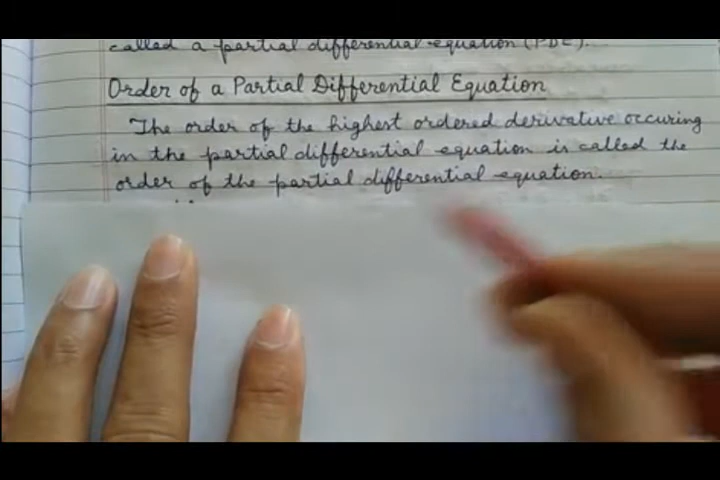 called a partial differential equation (PDE).
Order of a Partial Differential Equation
The order of the highest ordered derivative occuring
in the partial differential equation is called the
order of the partial differential equation.